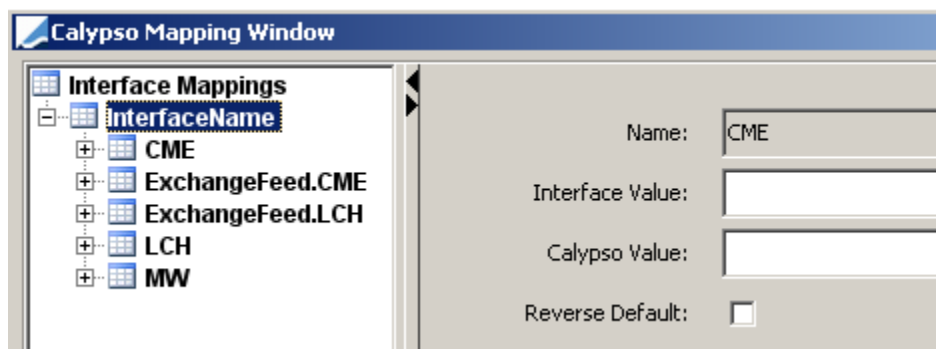 Calypso Mapping Window
Interface Mappings
InterfaceName
CME
ExchangeFeed.CME
ExchangeFeed.LCH
LCH
MW
Name: CME
Interface Value:
Calypso Value:
Reverse Default: